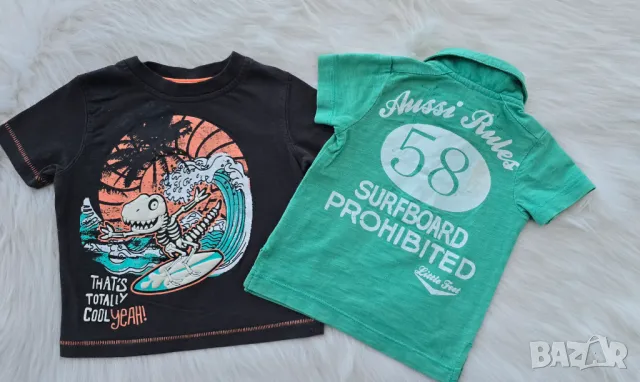 THAT'S
TOTALLY
COOL YEAH!
Aussi Rules
58
SURFBOARD
PROHIBITED
Little Feet
BAZAR